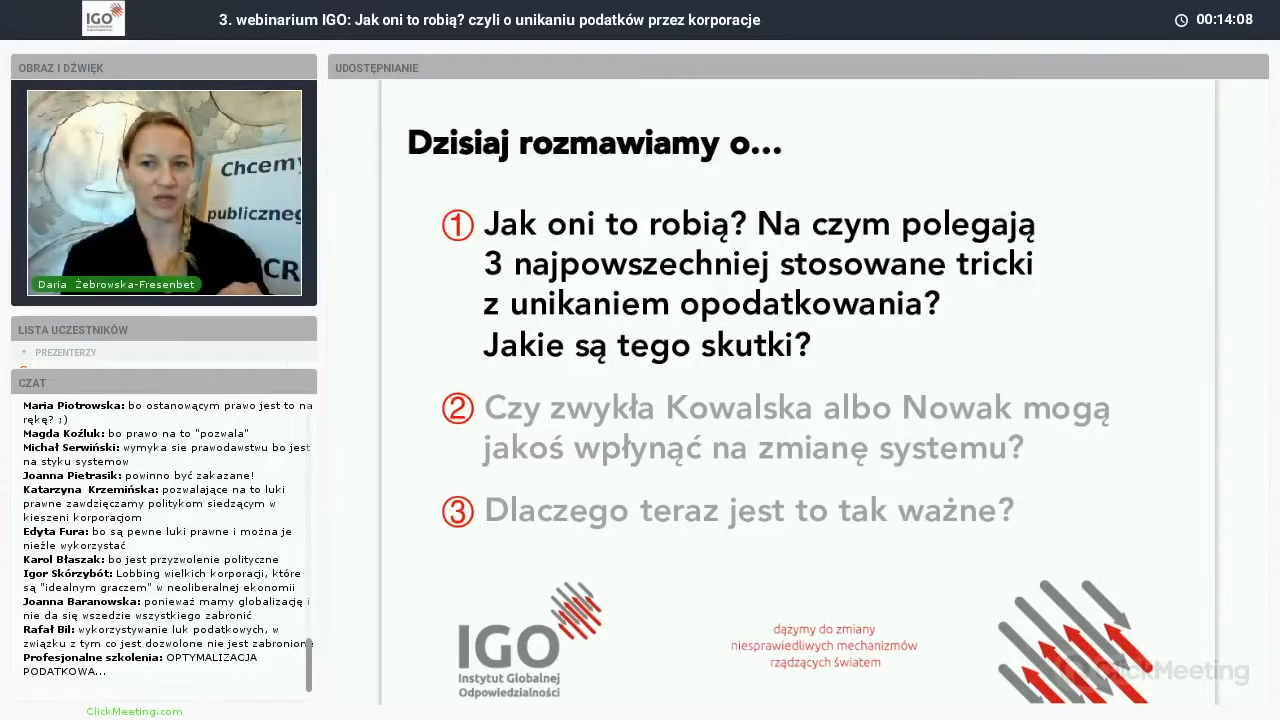 IGO
3. webinarium IGO: Jak oni to robią? czyli o unikaniu podatków przez korporacje
00:14:08
OBRAZ I DŹWIĘK
Chcemy
publiczneg
CR
Daria Żebrowska-Fresenbet
LISTA UCZESTNIKÓW
PREZENTERZY
CZAT
Maria Piotrowska: bo ostanowącym prawo jest to na
rękę? ;)
Magda Koźluk: bo prawo na to "pozwala"
Michał Serwiński: wymyka sie prawodawstwu bo jest
na styku systemow
Joanna Pietrasik: powinno być zakazane!
Katarzyna Krzemińska: pozwalające na to luki
prawne zawdzięczamy politykom siedzącym w
kieszeni korporacjom
Edyta Fura: bo są pewne luki prawne i można je
nieźle wykorzystać
Karol Błaszak: bo jest przyzwolenie polityczne
Igor Skórzybót: Lobbing wielkich korporacji, które
są "idealnym graczem" w neoliberalnej ekonomii
Joanna Baranowska: ponieważ mamy globalizację i
nie da się wszedzie wszystkiego zabronić
Rafał Bil: wykorzystywanie luk podatkowych, w
związku z tym co jest dozwolone nie jest zabronione
Profesjonalne szkolenia: OPTYMALIZACJA
PODATKOWA...
ClickMeeting.com
UDOSTĘPNIANIE
Dzisiaj rozmawiamy o...
1 Jak oni to robią? Na czym polegają
3 najpowszechniej stosowane tricki
z unikaniem opodatkowania?
Jakie są tego skutki?
2 Czy zwykła Kowalska albo Nowak mogą
jakoś wpłynąć na zmianę systemu?
3 Dlaczego teraz jest to tak ważne?
IGO
Instytut Globalnej
Odpowiedzialności
dążymy do zmiany
niesprawiedliwych mechanizmów
rządzących światem
ClickMeeting